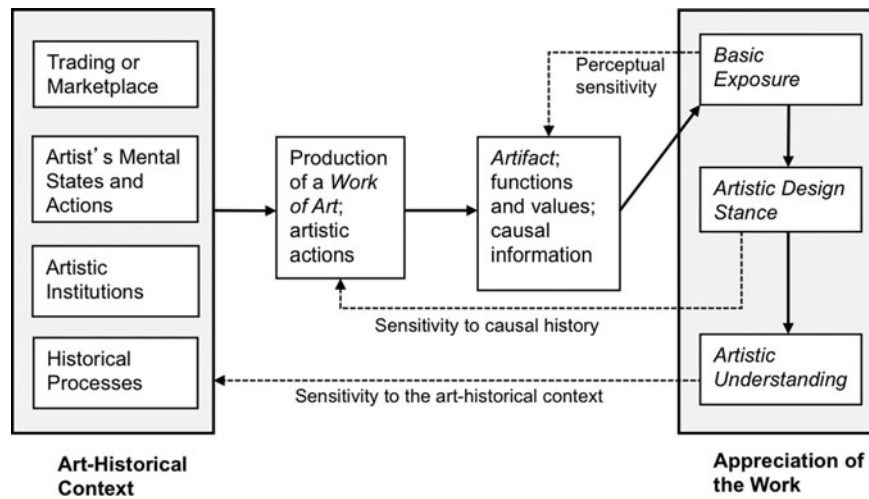 Trading or
Marketplace
Artist's Mental
States and
Actions
Artistic
Institutions
Historical
Processes
Art-Historical
Context
Production
of a Work of
Art;
artistic
actions
Artifact;
functions
and values;
causal
information
Perceptual
sensitivity
Sensitivity to causal history
Sensitivity to the art-historical context
Basic
Exposure
Artistic Design
Stance
Artistic
Understanding
Appreciation of
the Work